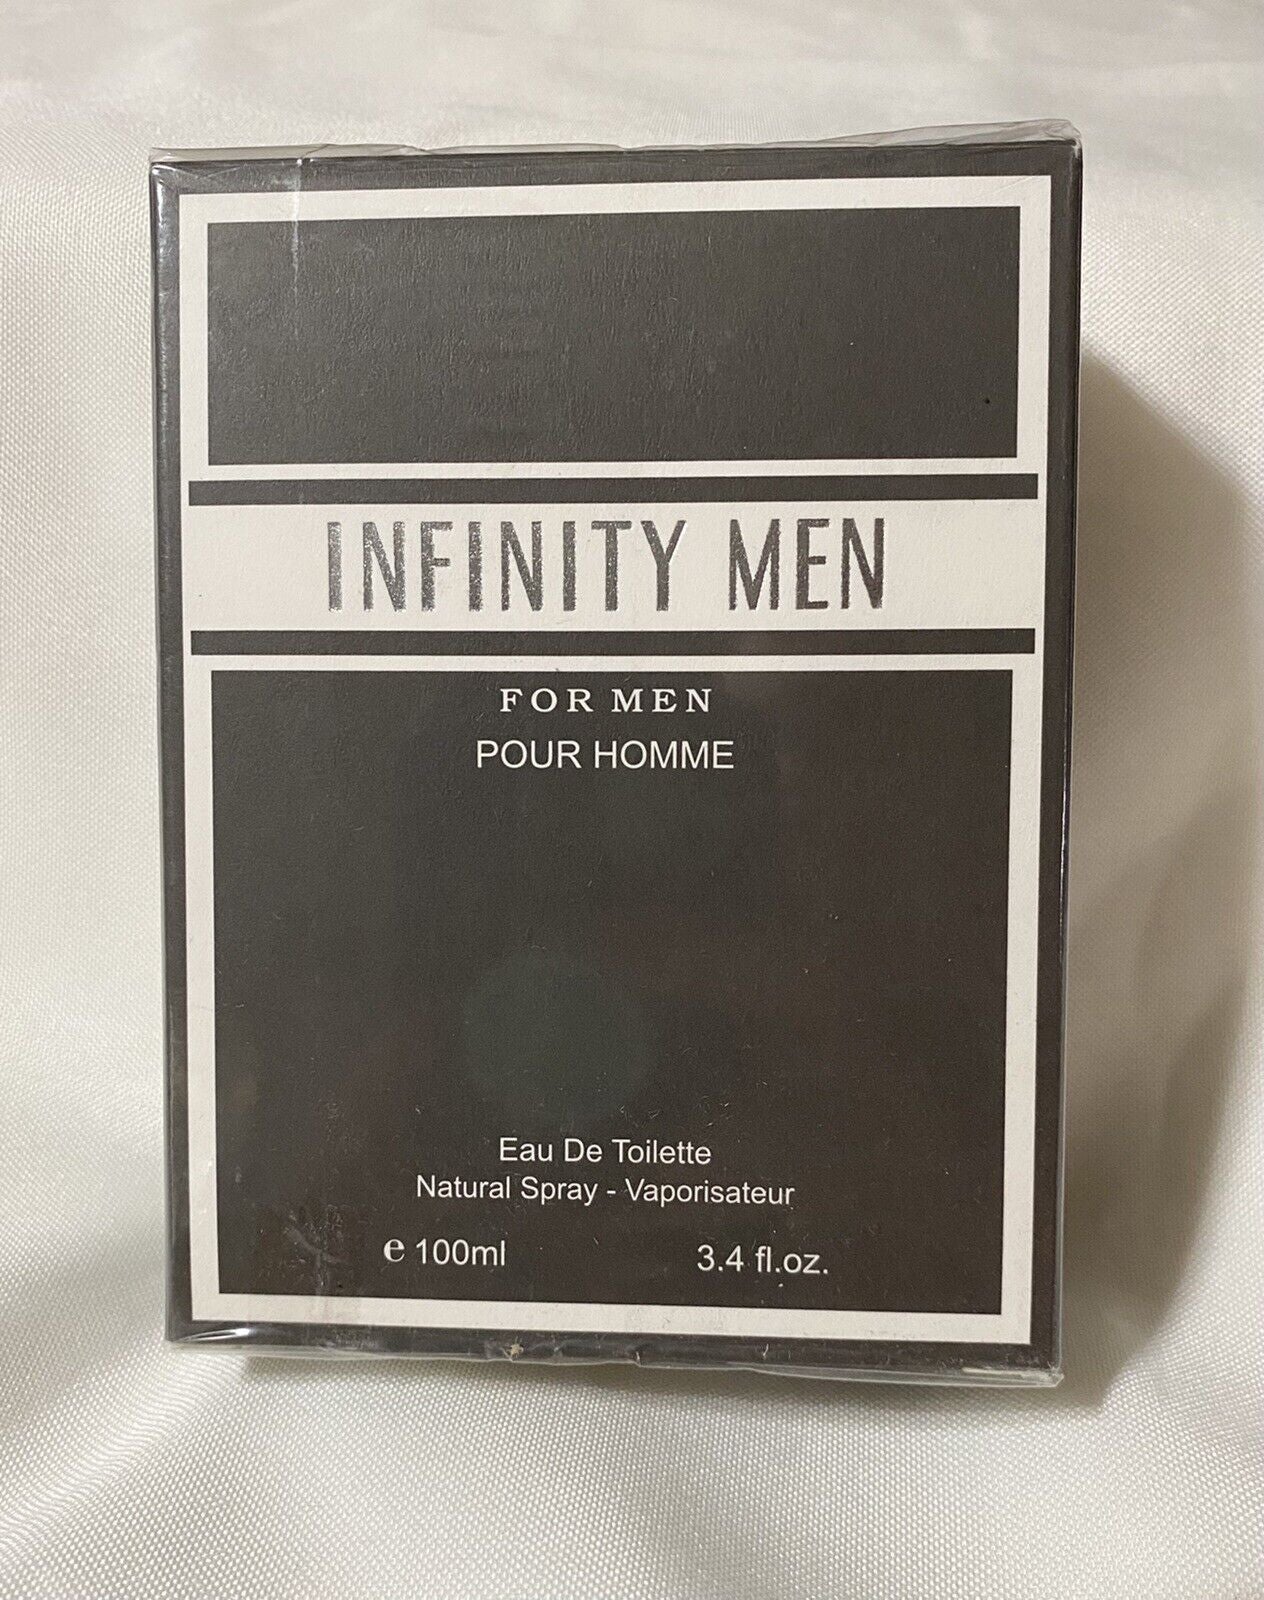 INFINITY MEN
FOR MEN
POUR HOMME
Eau De Toilette
Natural Spray - Vaporisateur
℮ 100ml 3.4 fl.oz.